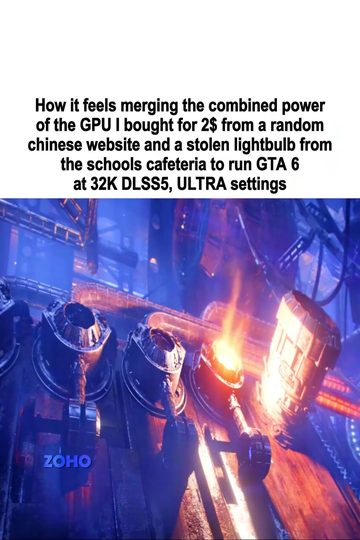 How it feels merging the combined power
of the GPU I bought for 2$ from a random
chinese website and a stolen lightbulb from
the schools cafeteria to run GTA 6
at 32K DLSS5, ULTRA settings
ZOHO